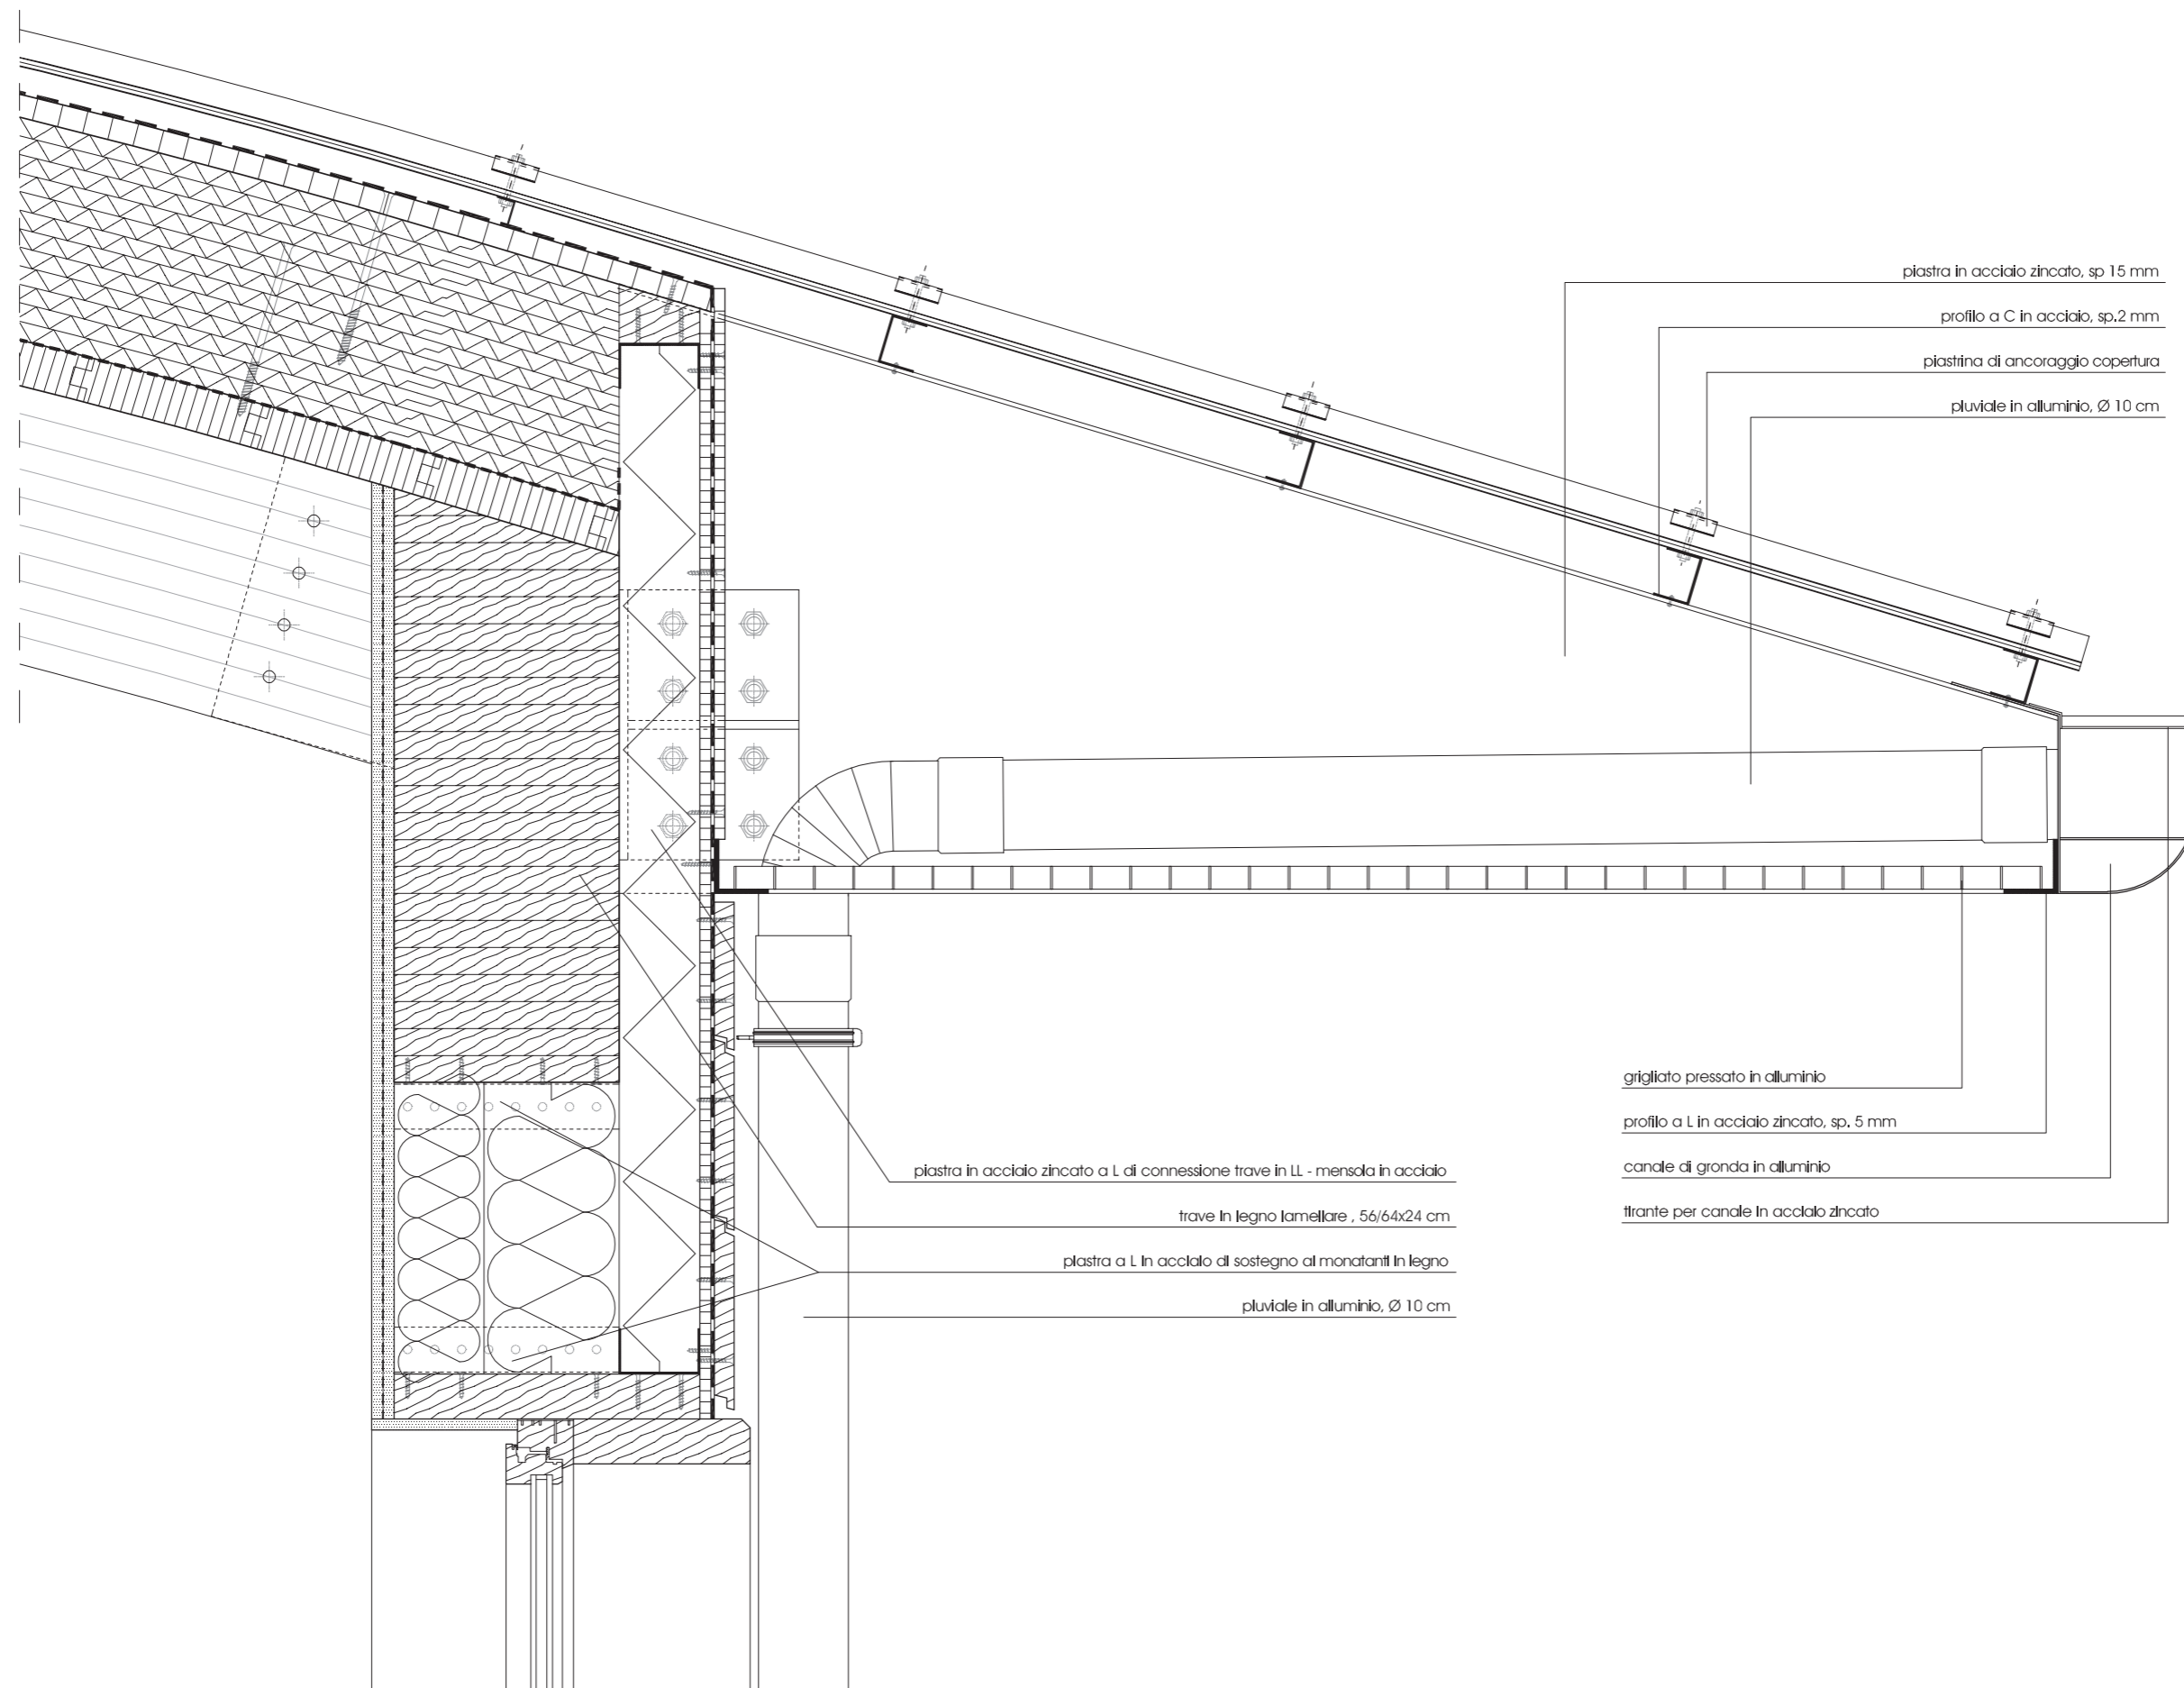 piastra in acciaio zincato, sp 15 mm
profilo a C in acciaio, sp.2 mm
piastrina di ancoraggio copertura
pluviale in alluminio, Ø 10 cm
grigliato pressato in alluminio
profilo a L in acciaio zincato, sp. 5 mm
canale di gronda in alluminio
tirante per canale in acciaio zincato
piastra in acciaio zincato a L di connessione trave in LL - mensola in acciaio
trave in legno lamellare , 56/64x24 cm
piastra a L in acciaio di sostegno ai monatanti in legno
pluviale in alluminio, Ø 10 cm